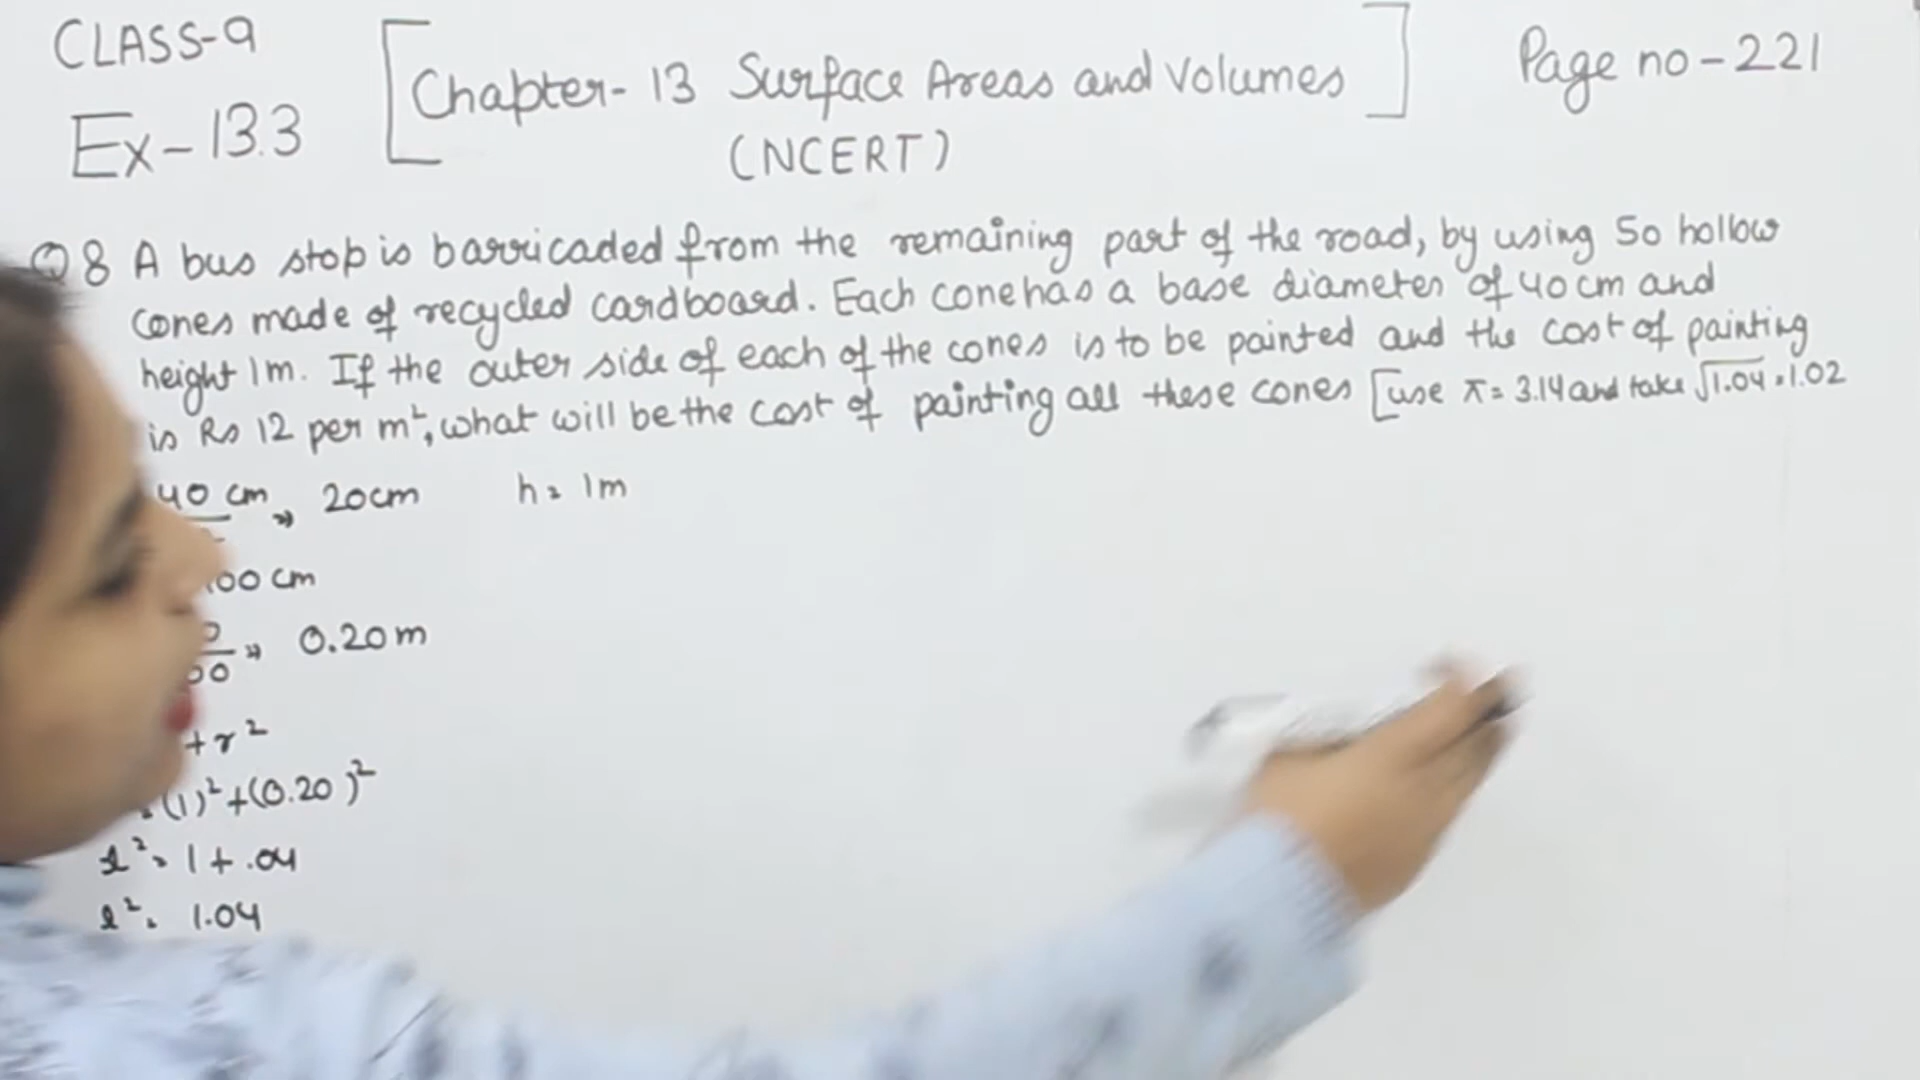 CLASS-9
Ex-13.3
[Chapter-13 Surface Areas and Volumes]
(NCERT)
Page no-221
Q8 A bus stop is barricaded from the remaining part of the road, by using 50 hollow
cones made of recycled cardboard. Each cone has a base diameter of 40cm and
height 1m. If the outer side of each of the cones is to be painted and the cost of painting
is Rs 12 per m², what will be the cost of painting all these cones [use π = 3.14 and take √1.04 = 1.02
40 cm ⇒ 20cm h = 1m
100 cm
⇒ 0.20m
+ r²
(1)² + (0.20)²
l² = 1 + .04
l² = 1.04